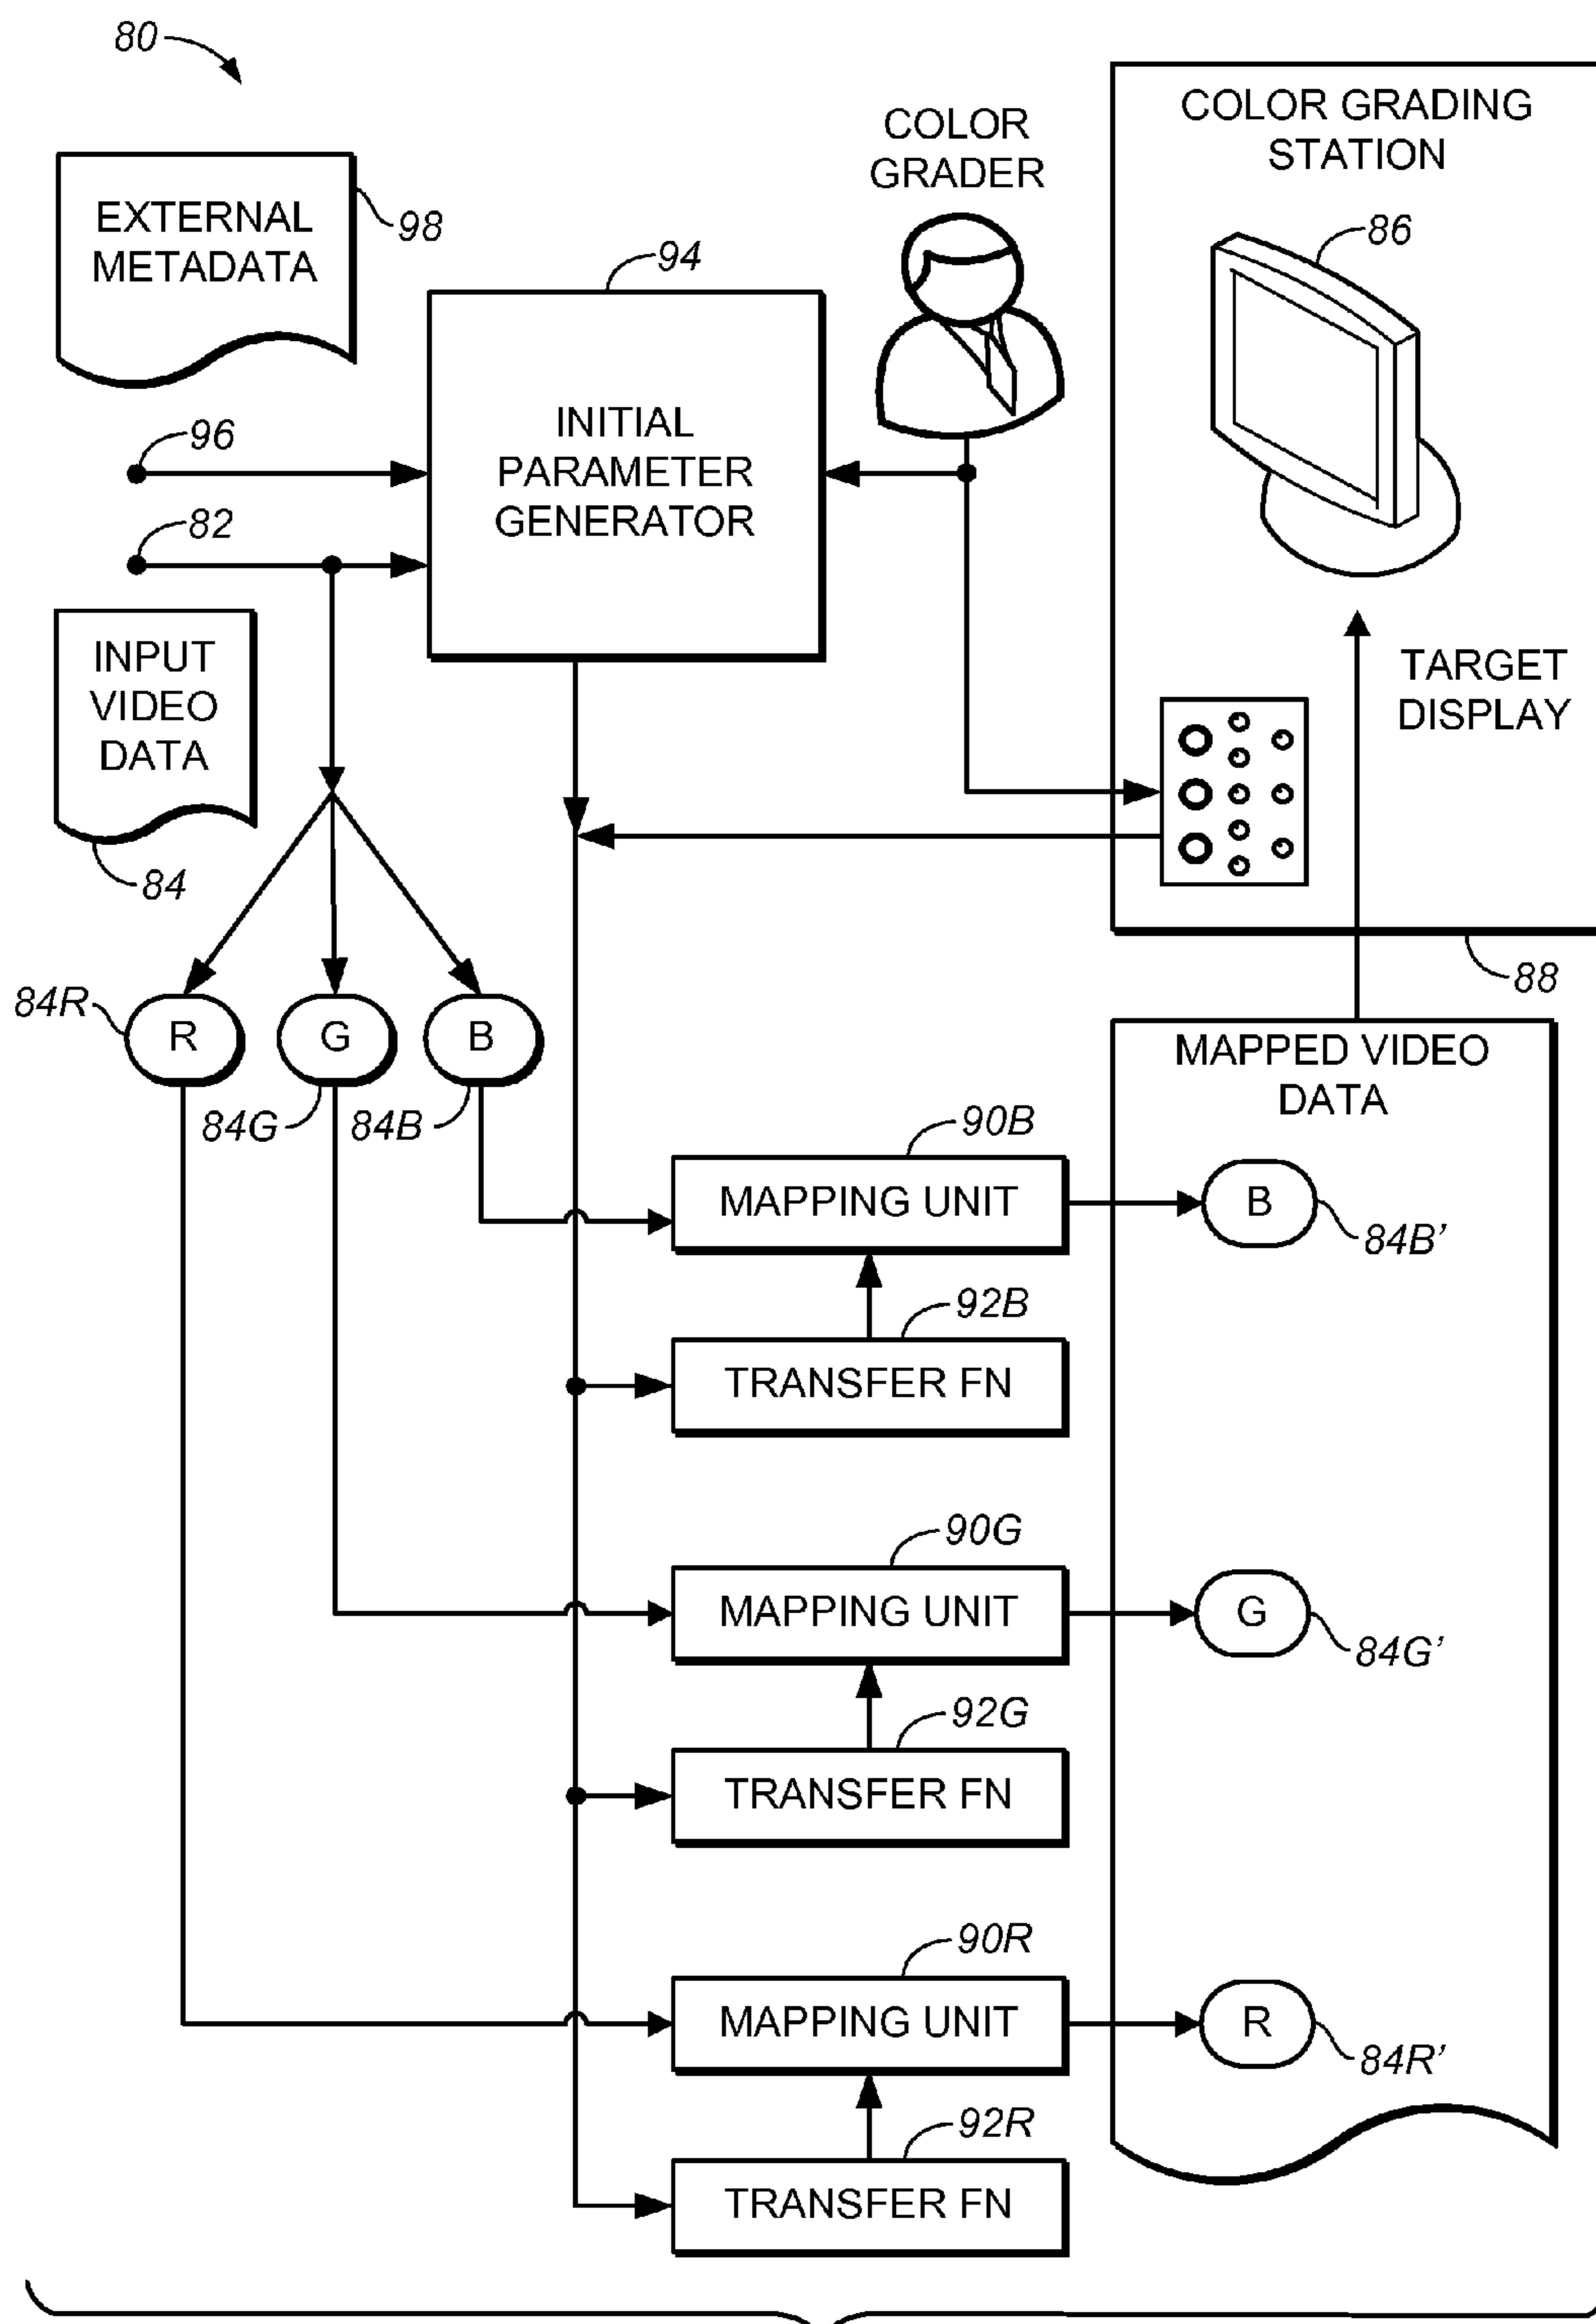 80
COLOR GRADING
STATION
COLOR
GRADER
EXTERNAL
METADATA
98
94
86
INITIAL
PARAMETER
GENERATOR
96
82
INPUT
VIDEO
DATA
84
TARGET
DISPLAY
88
84R
R
G
B
84G
84B
MAPPED VIDEO
DATA
90B
MAPPING UNIT
B
84B’
92B
TRANSFER FN
90G
MAPPING UNIT
G
84G’
92G
TRANSFER FN
90R
MAPPING UNIT
R
84R’
92R
TRANSFER FN